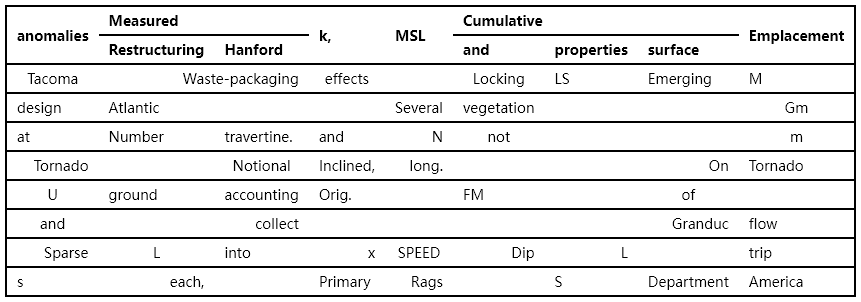 Measured Cumulative
anomalies k, MSL Emplacement
Restructuring Hanford and properties surface
Tacoma Waste-packaging effects Locking LS Emerging M
design Atlantic Several vegetation Gm
at Number travertine. and N not m
Tornado Notional Inclined, long. On Tornado
U ground accounting Orig. FM of
and collect Granduc flow
Sparse L into x SPEED Dip L trip
s each, Primary Rags S Department America